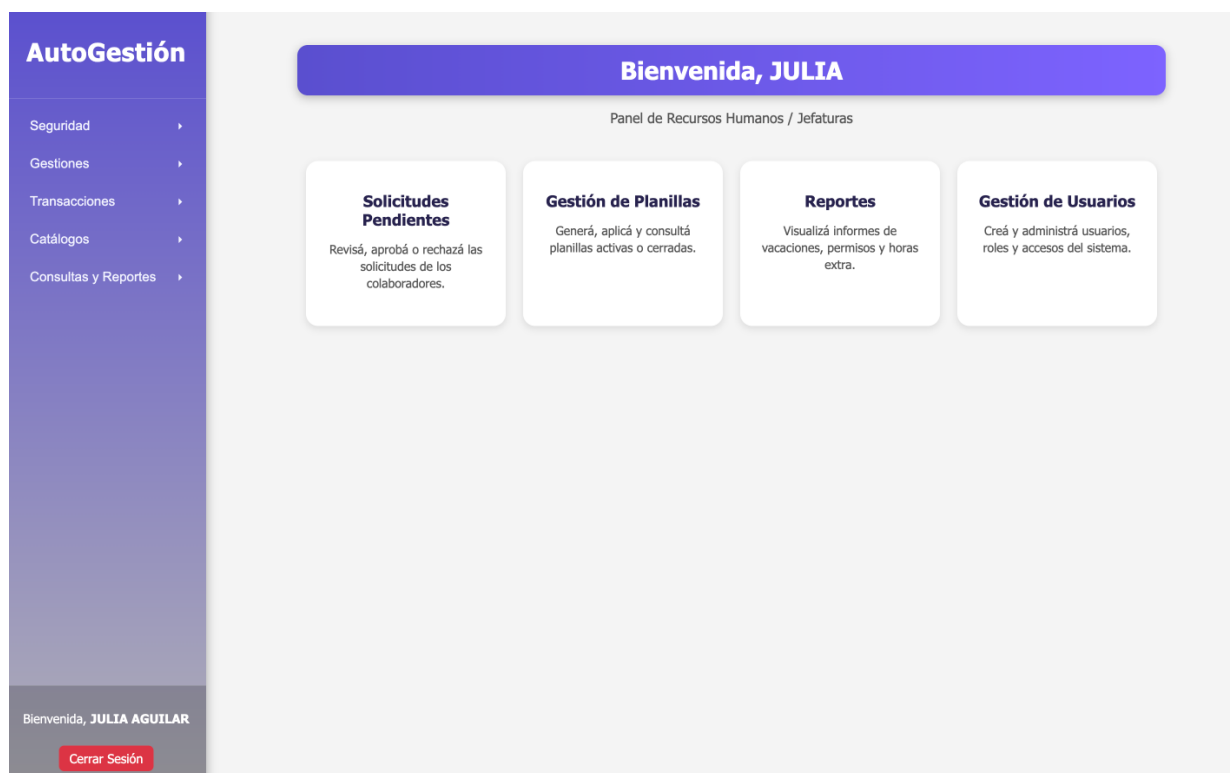 AutoGestión
Seguridad
Gestiones
Transacciones
Catálogos
Consultas y Reportes
Bienvenida, JULIA AGUILAR
Cerrar Sesión
Bienvenida, JULIA
Panel de Recursos Humanos / Jefaturas
Solicitudes
Pendientes
Revisá, aprobá o rechazá las
solicitudes de los
colaboradores.
Gestión de Planillas
Generá, aplicá y consultá
planillas activas o cerradas.
Reportes
Visualizá informes de
vacaciones, permisos y horas
extra.
Gestión de Usuarios
Creá y administrá usuarios,
roles y accesos del sistema.